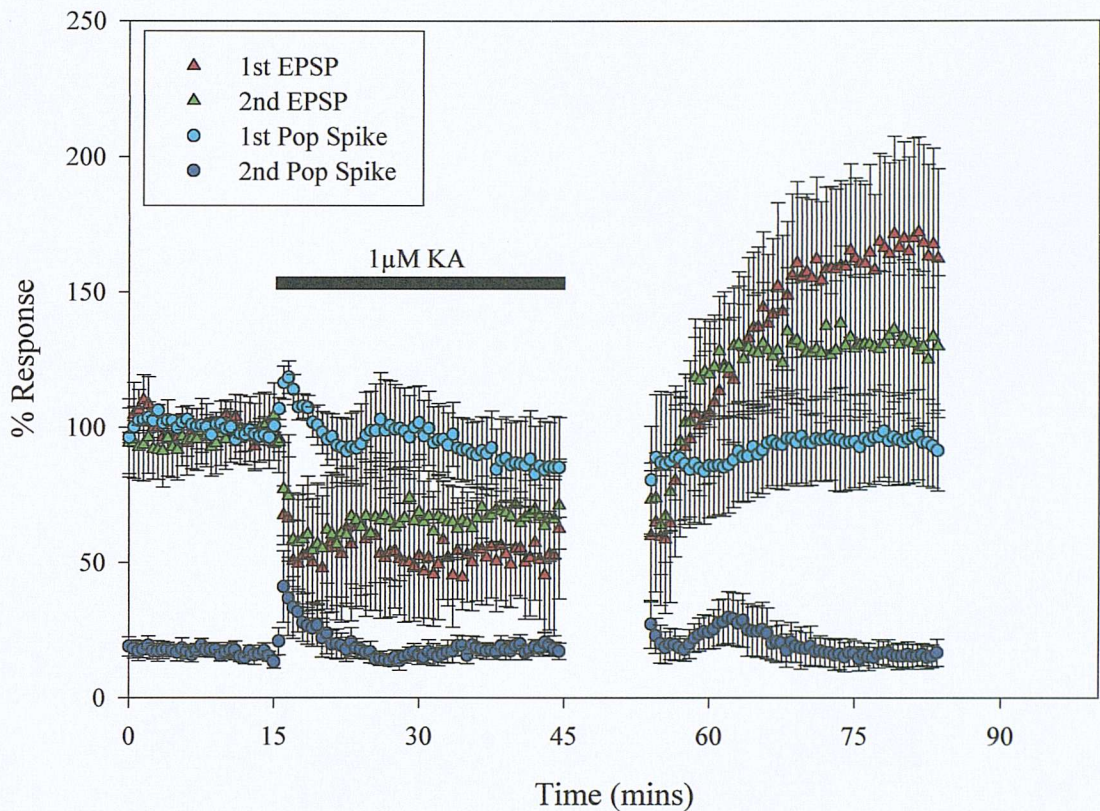 250
200
150
100
50
0
% Response
1st EPSP
2nd EPSP
1st Pop Spike
2nd Pop Spike
1µM KA
0 15 30 45 60 75 90
Time (mins)